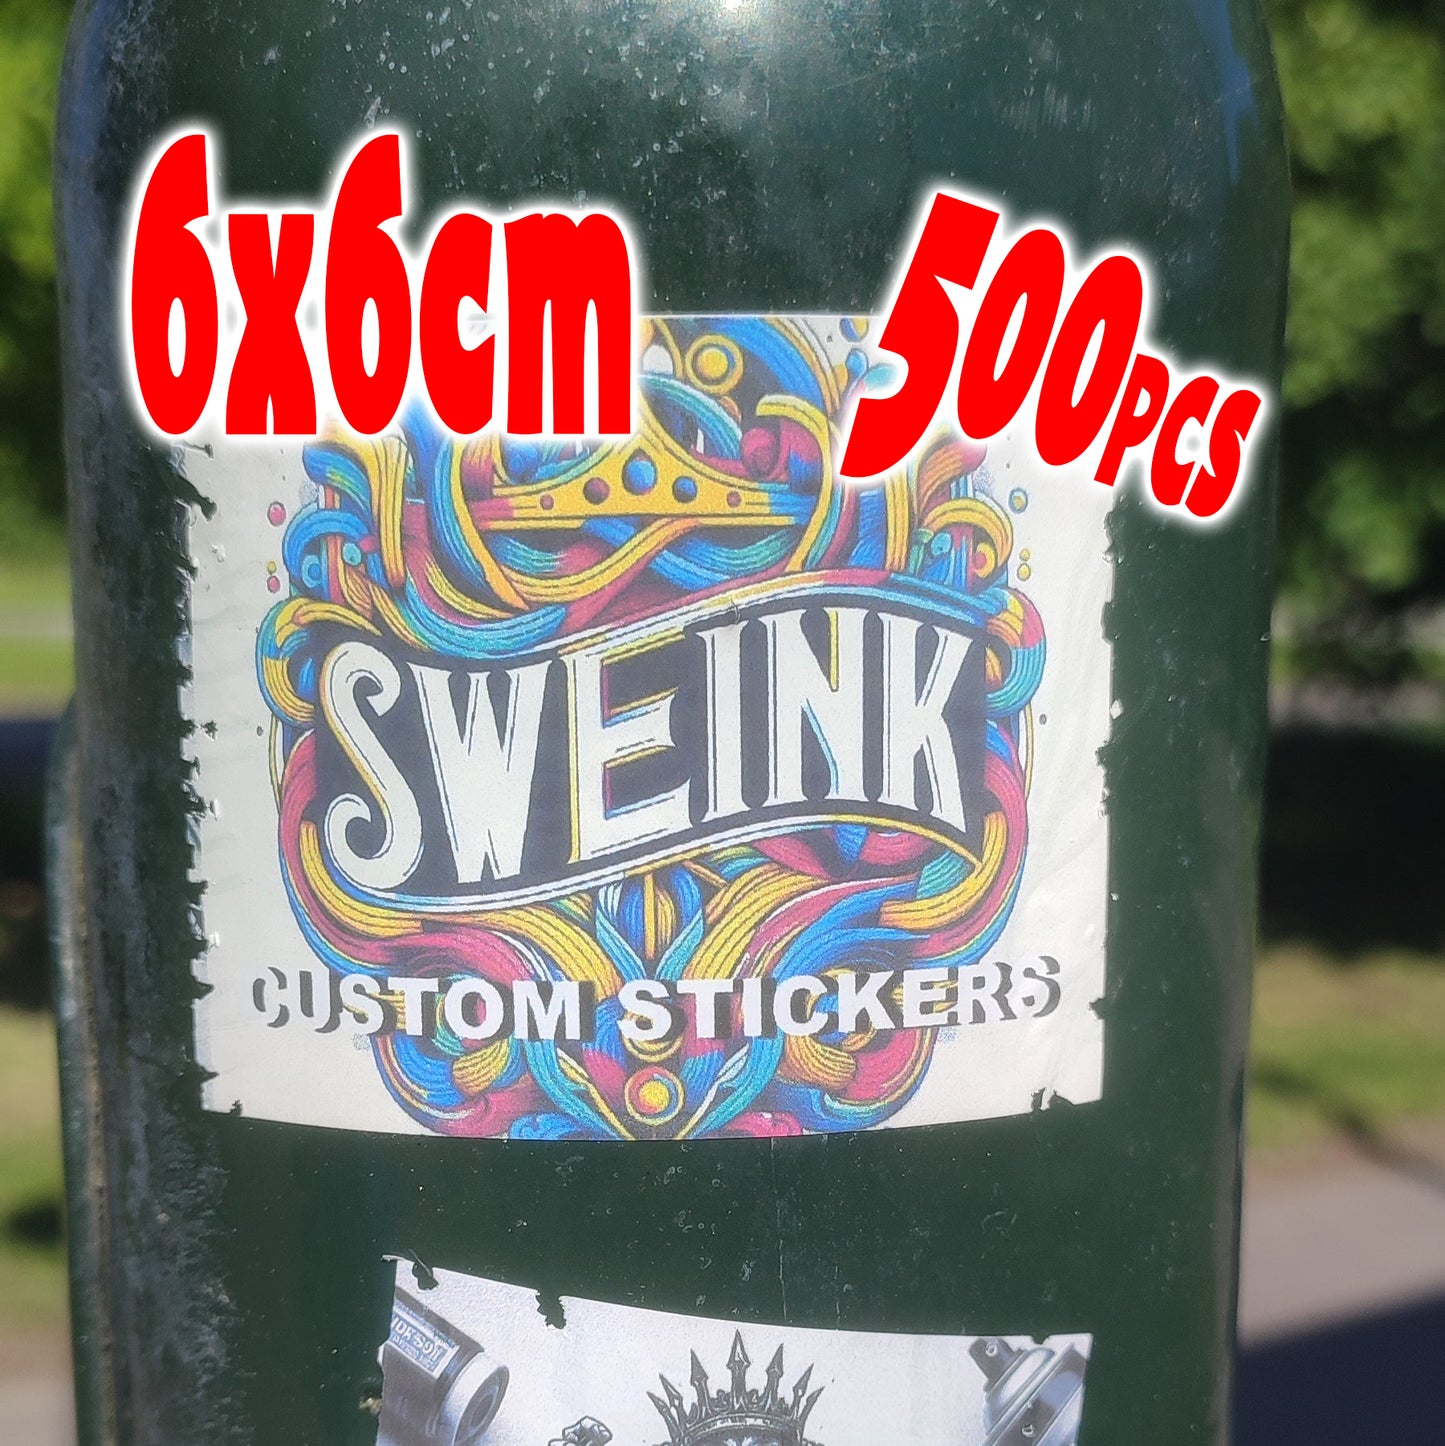 6x6cm
500PCS
SWEINK
CUSTOM STICKERS